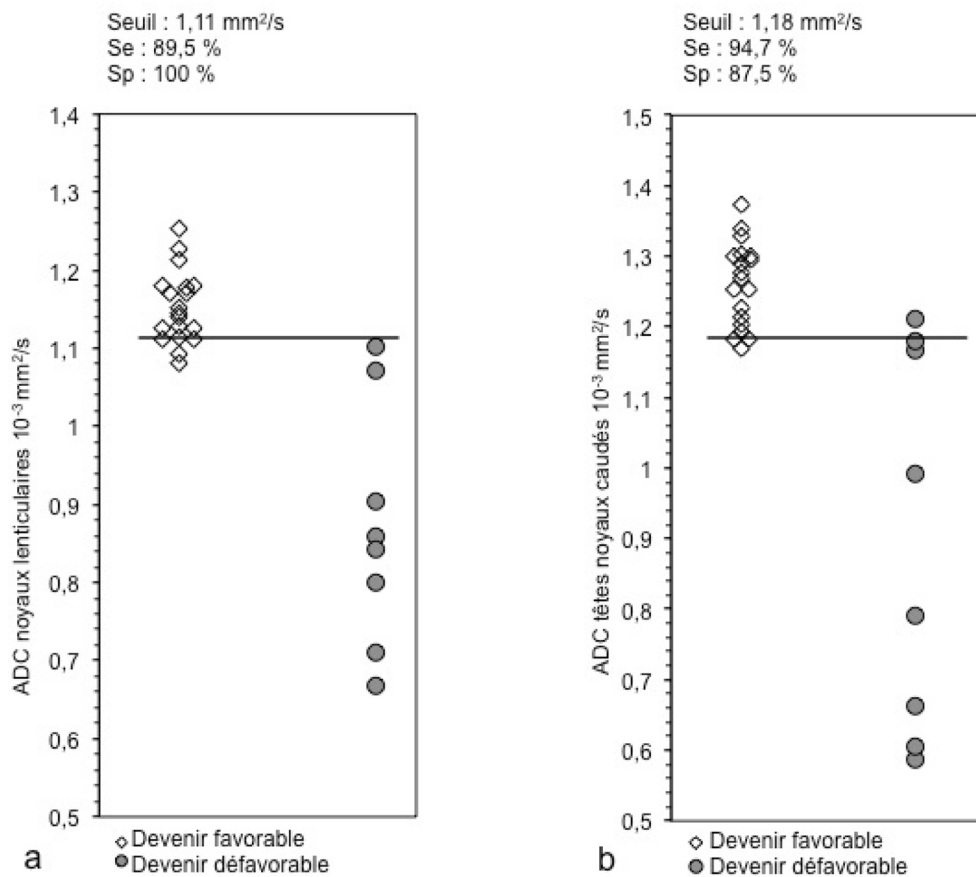 Seuil : 1,11 mm²/s
Se : 89,5 %
Sp : 100 %
1,4
1,3
1,2
1,1
1
0,9
0,8
0,7
0,6
0,5
ADC noyaux lenticulaires 10⁻³ mm²/s
Devenir favorable
Devenir défavorable
a
Seuil : 1,18 mm²/s
Se : 94,7 %
Sp : 87,5 %
1,5
1,4
1,3
1,2
1,1
1
0,9
0,8
0,7
0,6
0,5
ADC têtes noyaux caudés 10⁻³ mm²/s
Devenir favorable
Devenir défavorable
b